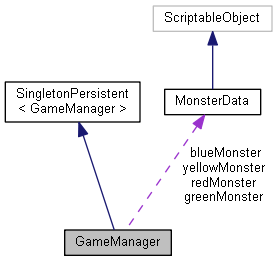 ScriptableObject
SingletonPersistent
< GameManager >
MonsterData
blueMonster
yellowMonster
redMonster
greenMonster
GameManager